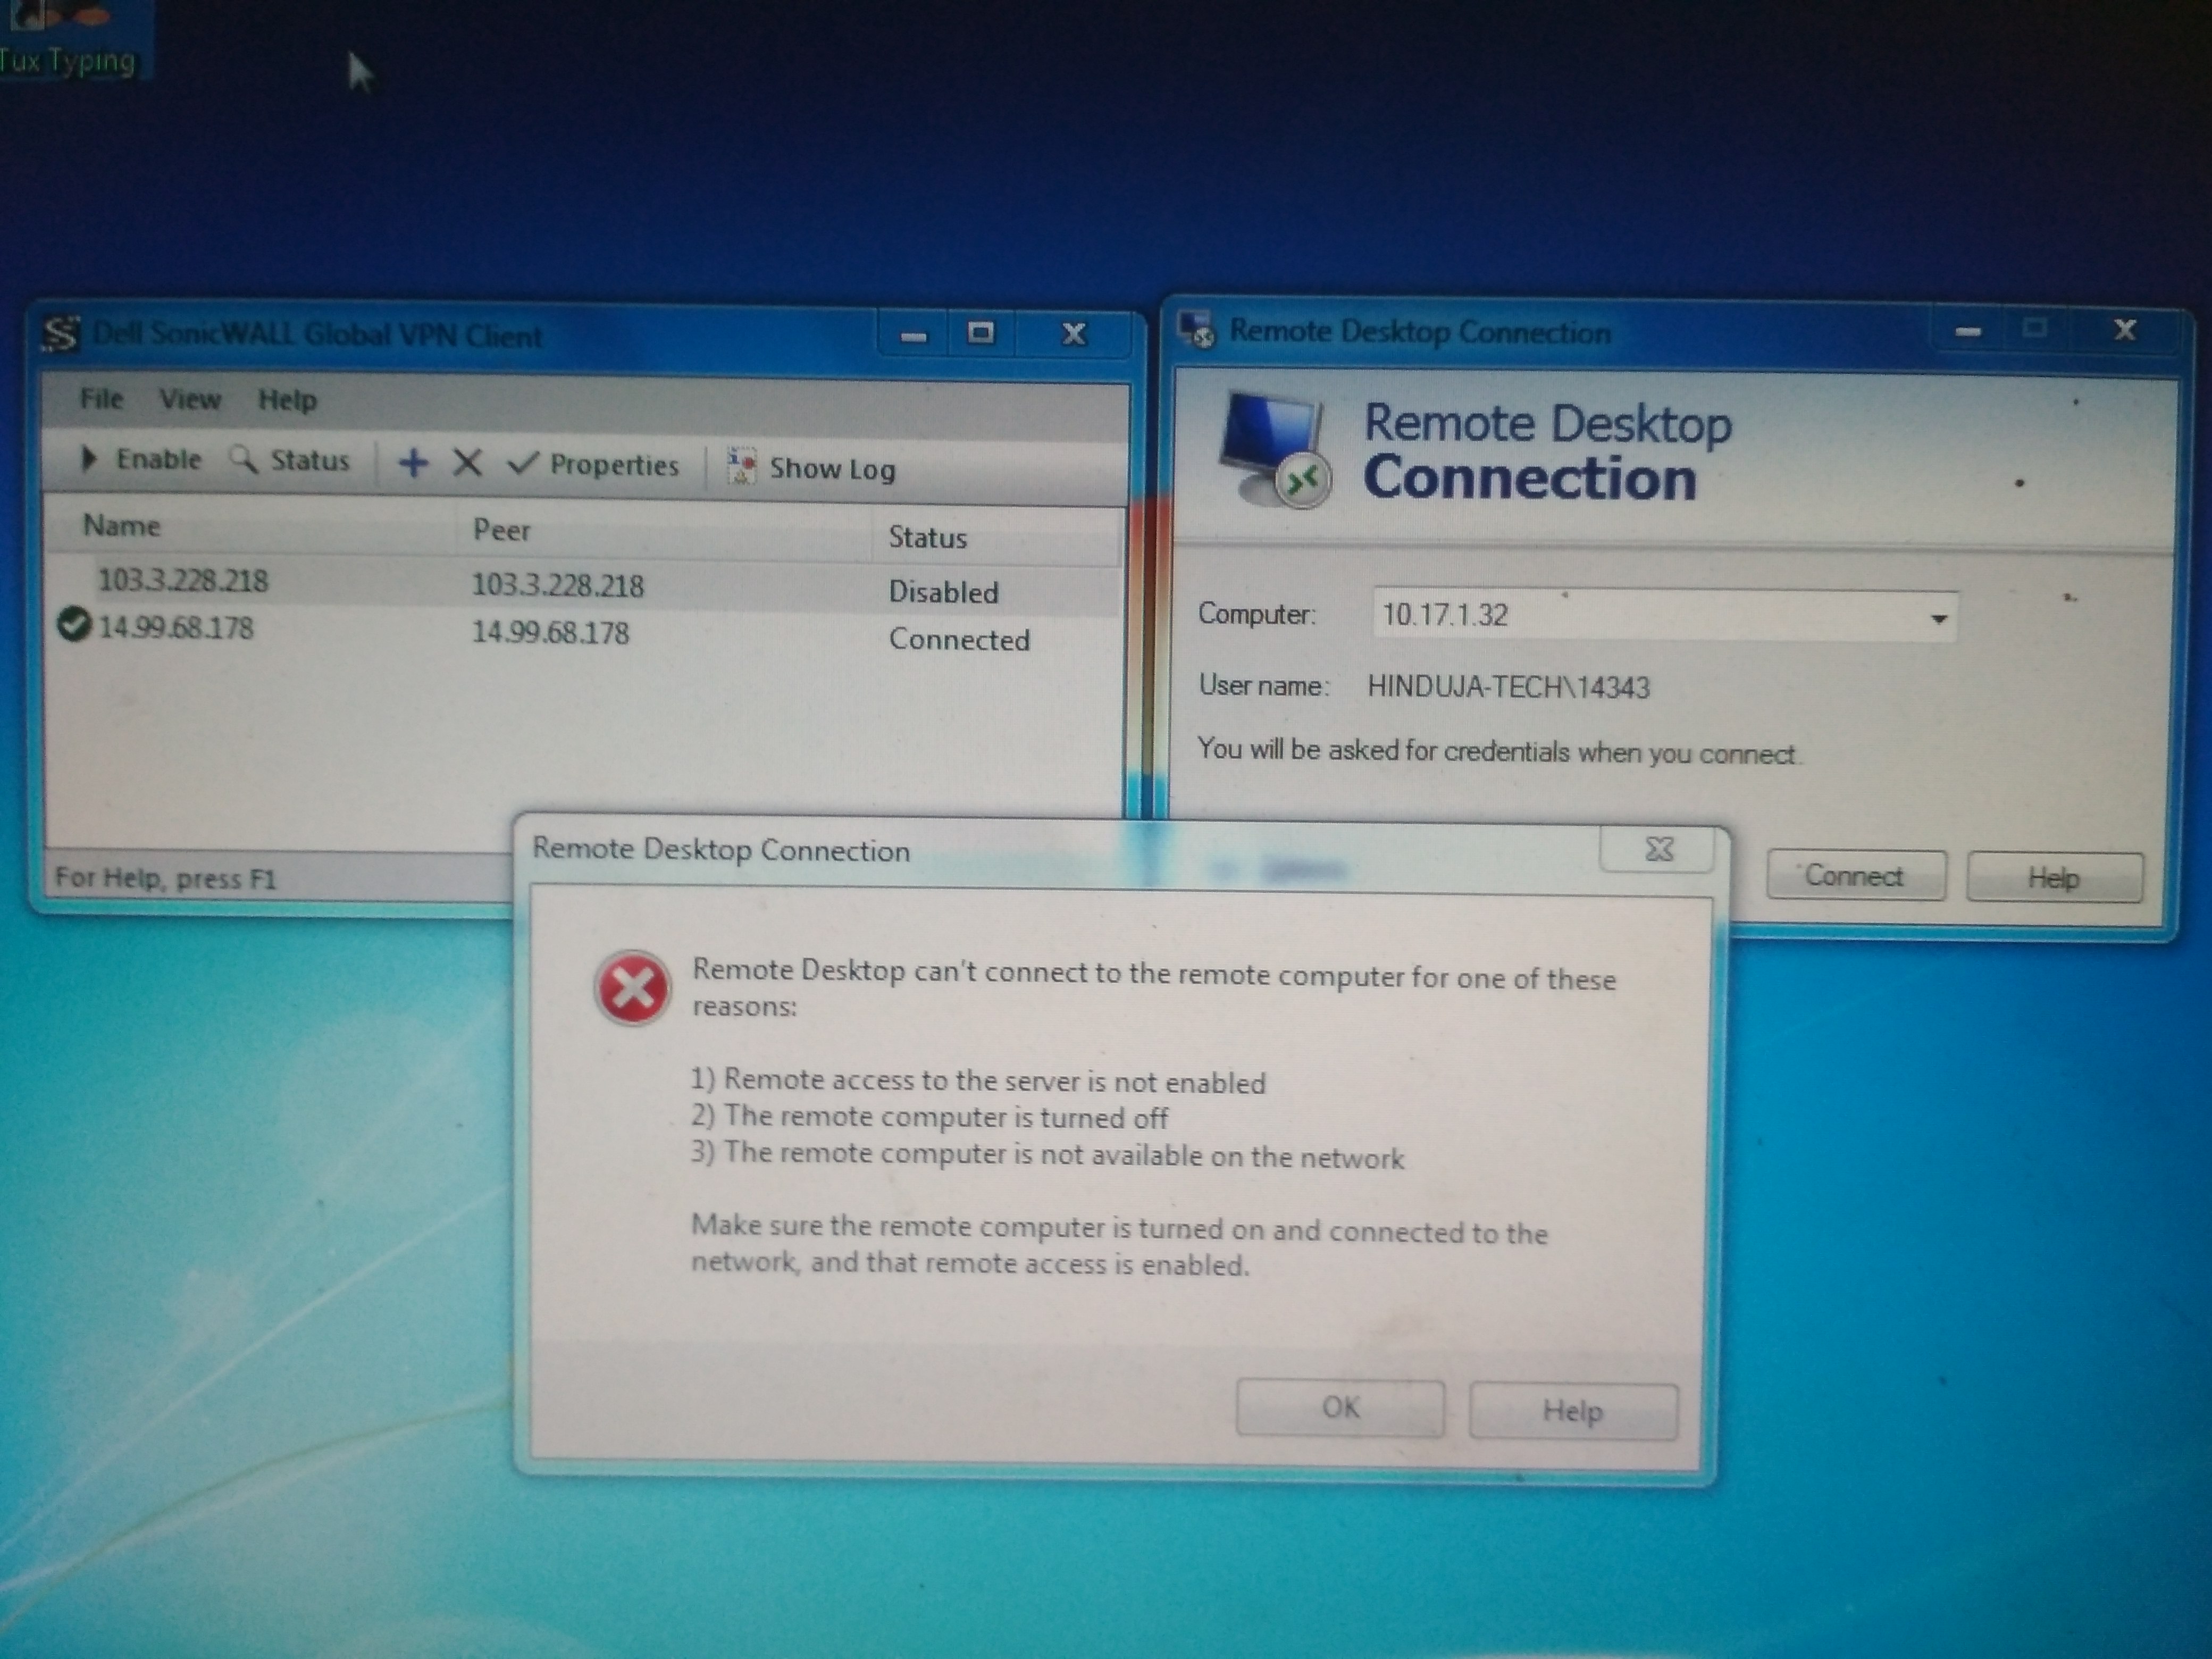 Tux Typing
Dell SonicWALL Global VPN Client
File View Help
Enable Status Properties Show Log
Name Peer Status
103.3.228.218 103.3.228.218 Disabled
14.99.68.178 14.99.68.178 Connected
For Help, press F1
Remote Desktop Connection
Remote Desktop
Connection
Computer: 10.17.1.32
User name: HINDUJA-TECH\14343
You will be asked for credentials when you connect.
Connect Help
Remote Desktop Connection
Remote Desktop can't connect to the remote computer for one of these
reasons:
1) Remote access to the server is not enabled
2) The remote computer is turned off
3) The remote computer is not available on the network
Make sure the remote computer is turned on and connected to the
network, and that remote access is enabled.
OK Help